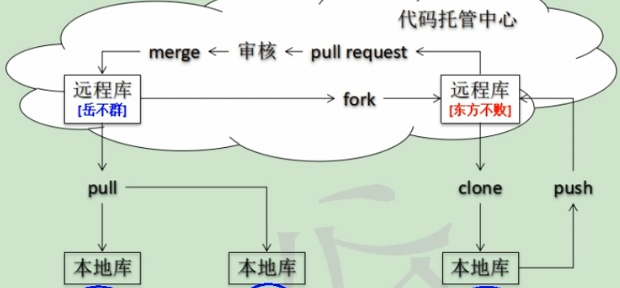 代码托管中心
merge ← 审核 ← pull request
远程库
[岳不群]
fork
远程库
[东方不败]
pull
clone
push
本地库
本地库
本地库